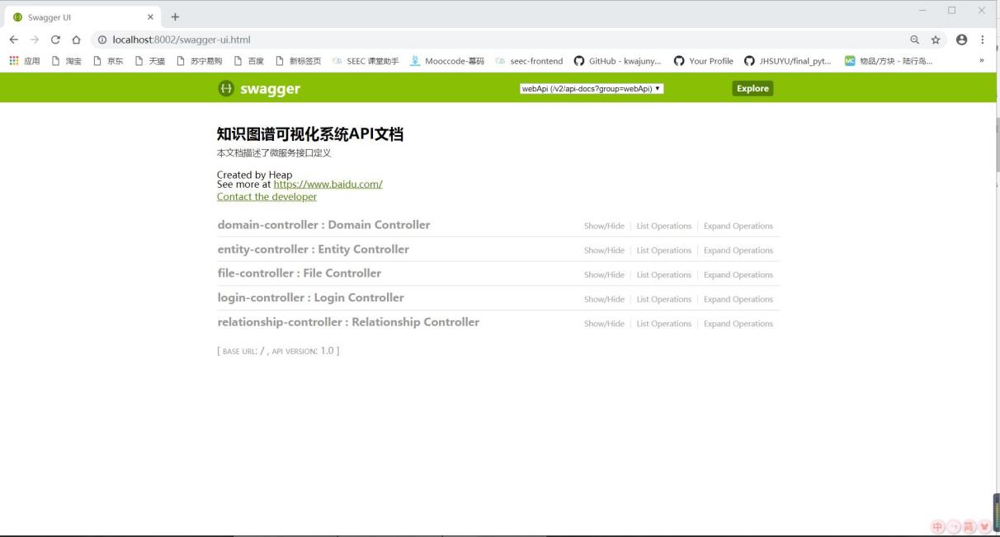 Swagger UI
localhost:8002/swagger-ui.html
应用 淘宝 京东 天猫 苏宁易购 百度 新标签页 SEEC 课堂助手 Mooccode-慕码 seec-frontend GitHub - kwajuny... Your Profile JHSUYU/final_pyt... MC 物品/方块 - 陆行鸟... »
{··} swagger webApi (/v2/api-docs?group=webApi) Explore
知识图谱可视化系统API文档
本文档描述了微服务接口定义
Created by Heap
See more at https://www.baidu.com/
Contact the developer
domain-controller : Domain Controller Show/Hide List Operations Expand Operations
entity-controller : Entity Controller Show/Hide List Operations Expand Operations
file-controller : File Controller Show/Hide List Operations Expand Operations
login-controller : Login Controller Show/Hide List Operations Expand Operations
relationship-controller : Relationship Controller Show/Hide List Operations Expand Operations
[ BASE URL: / , API VERSION: 1.0 ]
中 简